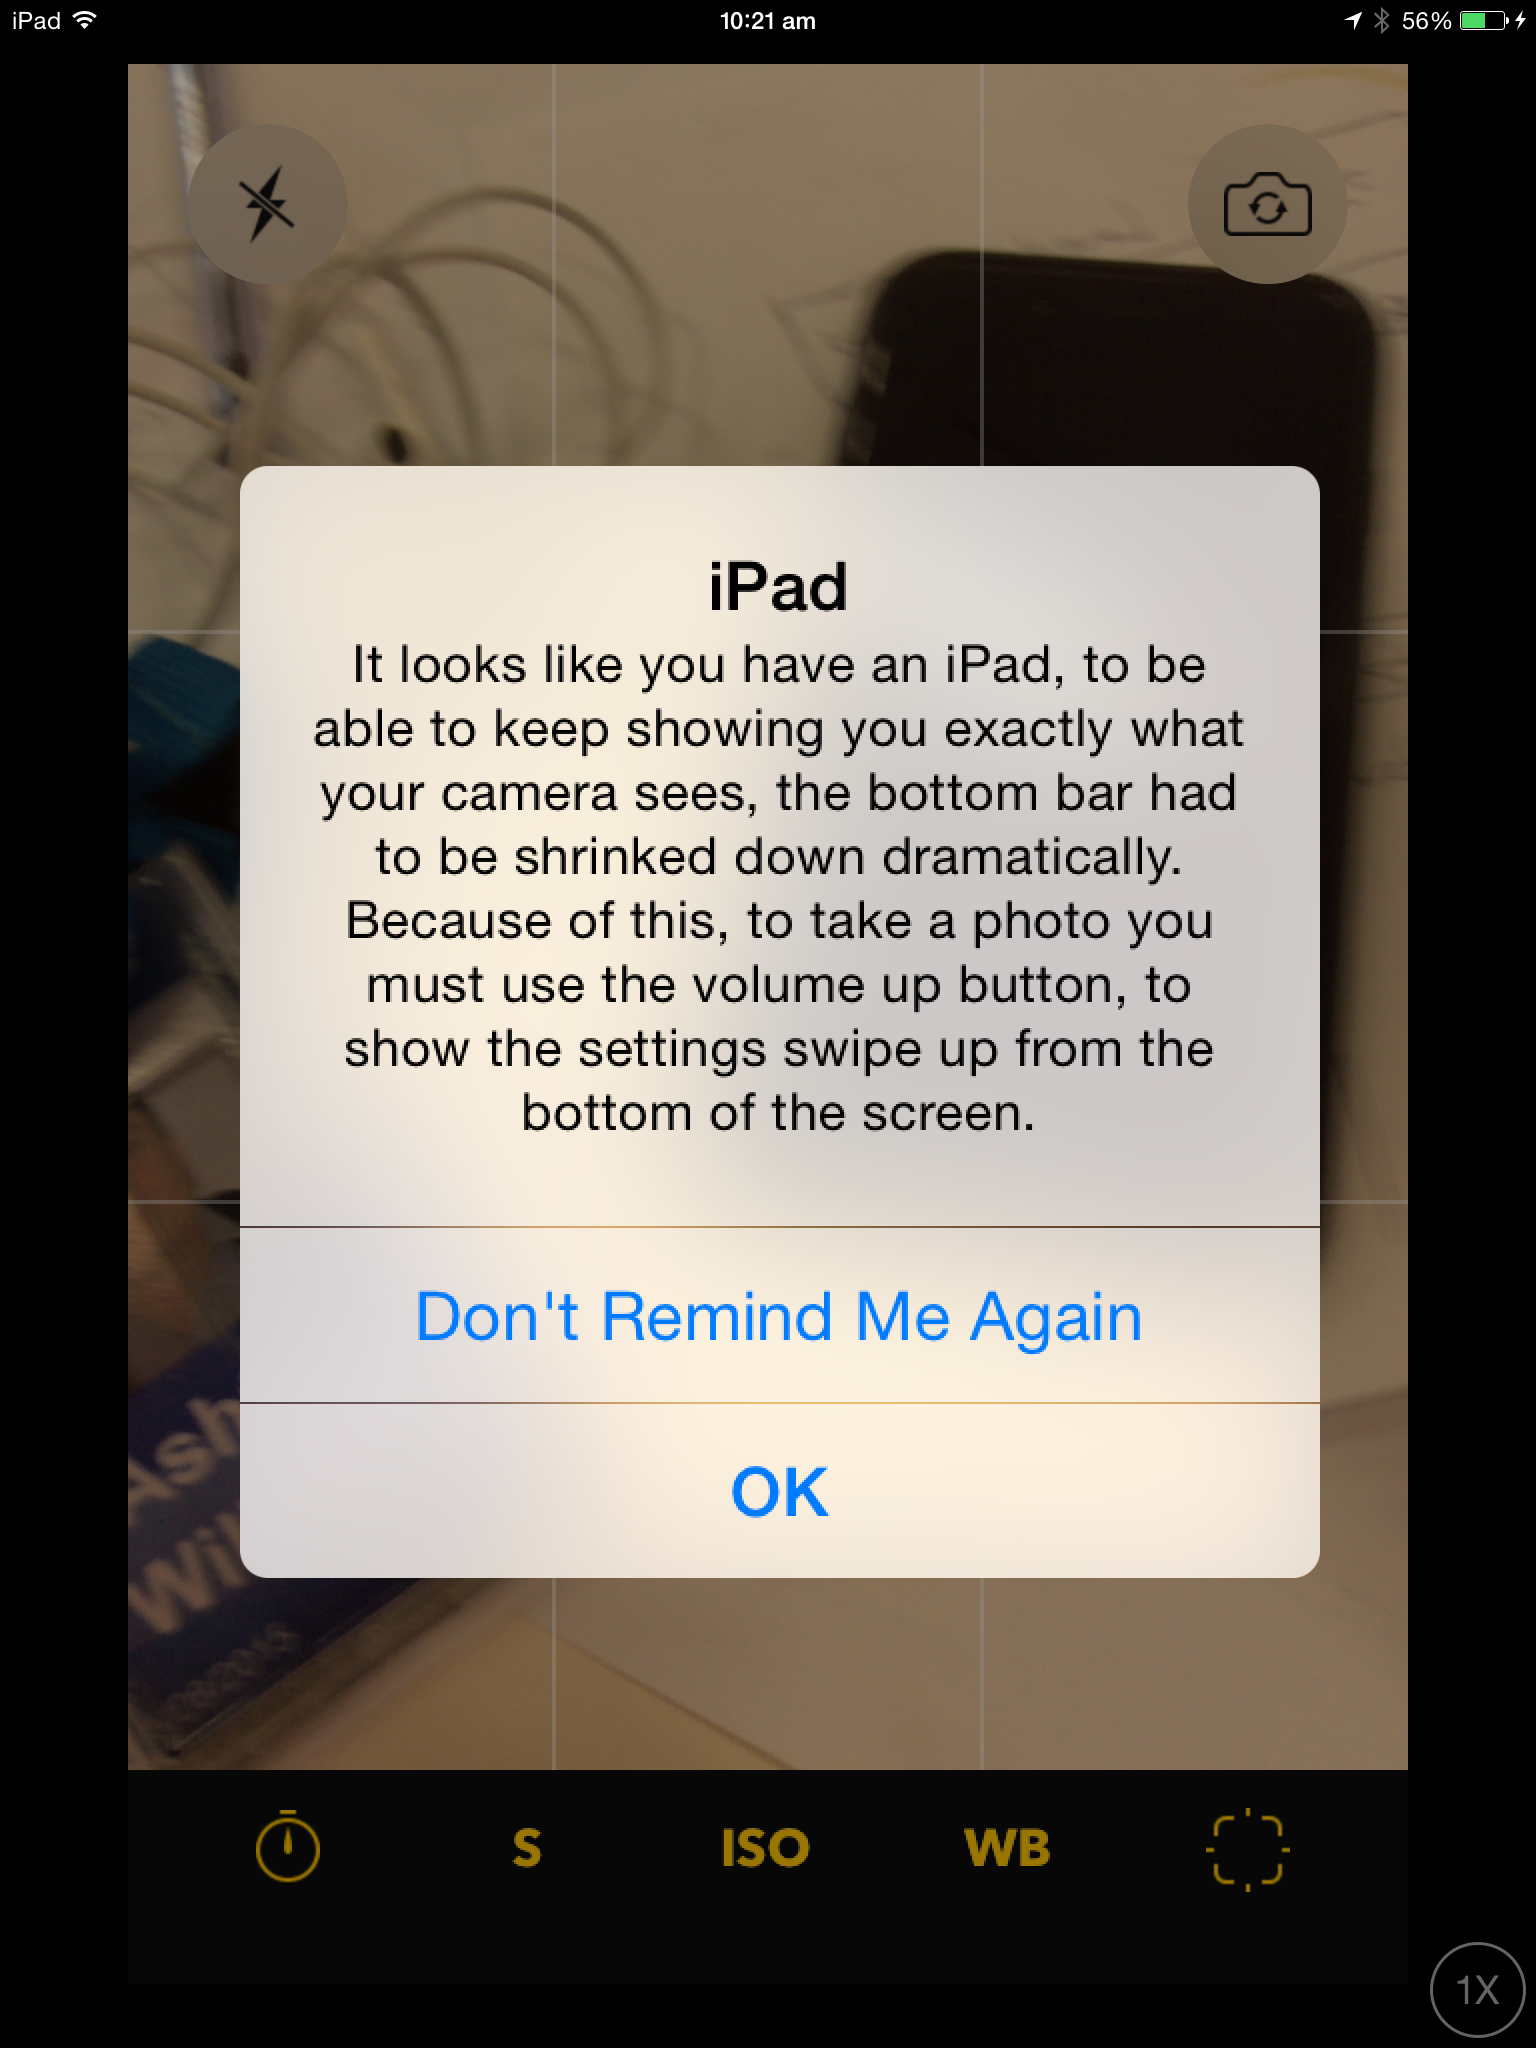 iPad 10:21 am 56%
iPad
It looks like you have an iPad, to be
able to keep showing you exactly what
your camera sees, the bottom bar had
to be shrinked down dramatically.
Because of this, to take a photo you
must use the volume up button, to
show the settings swipe up from the
bottom of the screen.
Don't Remind Me Again
OK
Ash
Wil
S ISO WB
1X